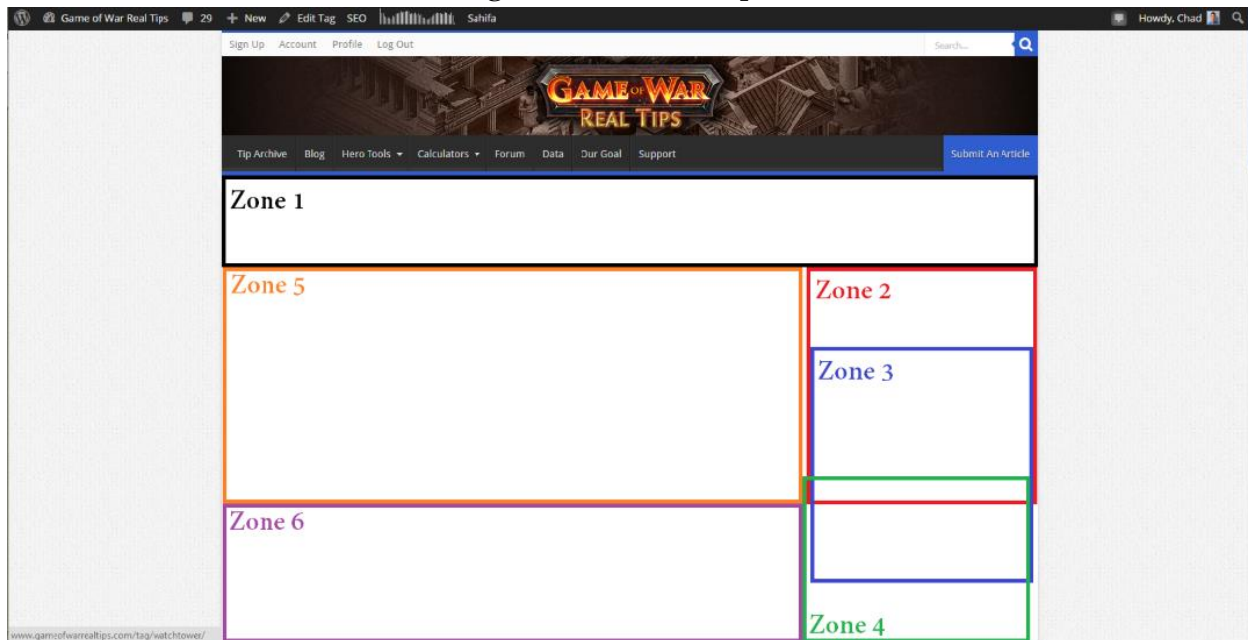 Game of War Real Tips 29 + New Edit Tag SEO Sahifa Howdy, Chad
Sign Up Account Profile Log Out Search...
GAME OF WAR
REAL TIPS
Tip Archive Blog Hero Tools Calculators Forum Data Our Goal Support Submit An Article
Zone 1
Zone 5
Zone 2
Zone 3
Zone 6
Zone 4
www.gameofwarrealtips.com/tag/watchtower/